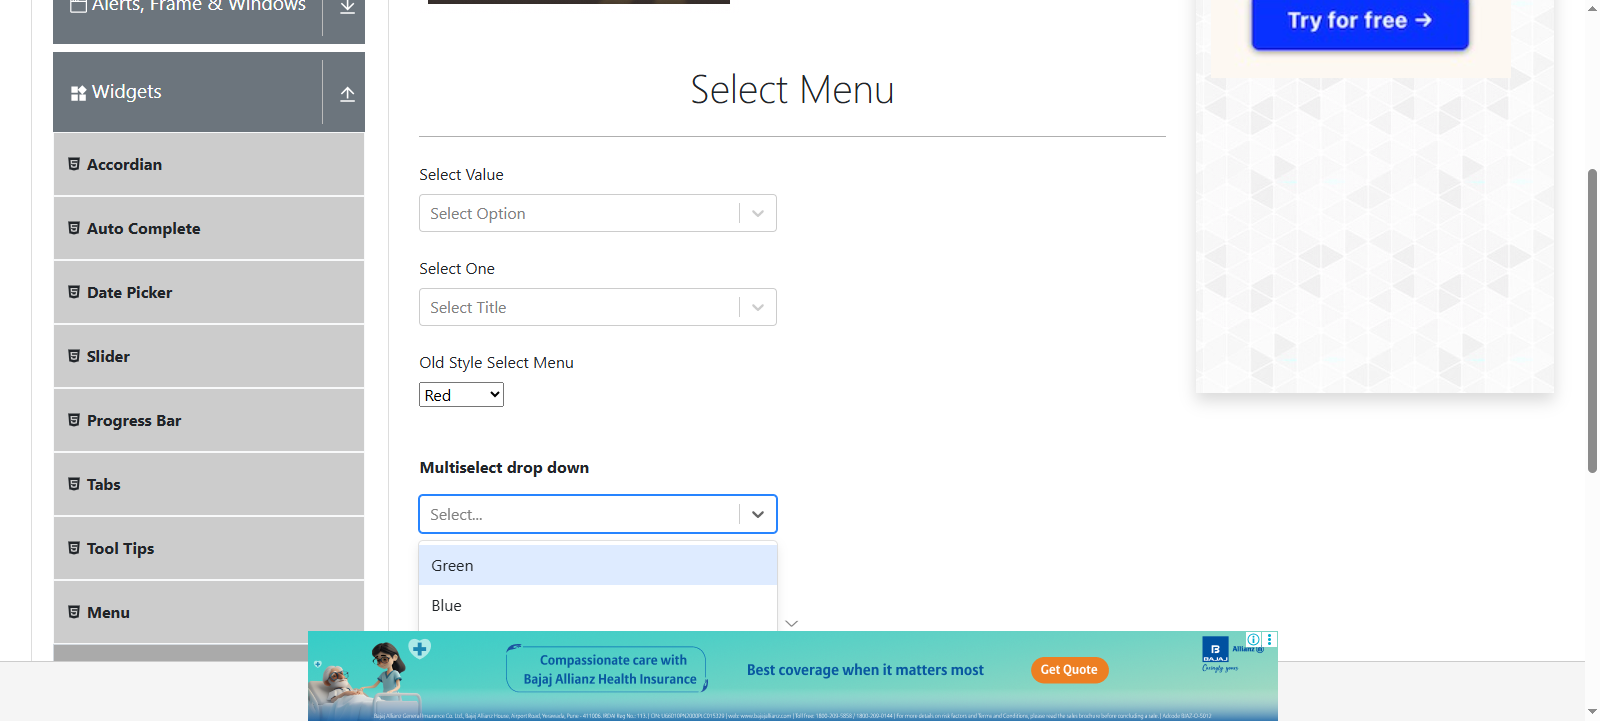 Alerts, Frame & Windows
Widgets
Accordian
Auto Complete
Date Picker
Slider
Progress Bar
Tabs
Tool Tips
Menu
Select Menu
Select Value
Select Option
Select One
Select Title
Old Style Select Menu
Red
Multiselect drop down
Select...
Green
Blue
Try for free →
Compassionate care with
Bajaj Allianz Health Insurance
Best coverage when it matters most
Get Quote
BAJAJ
Allianz
Caringly yours